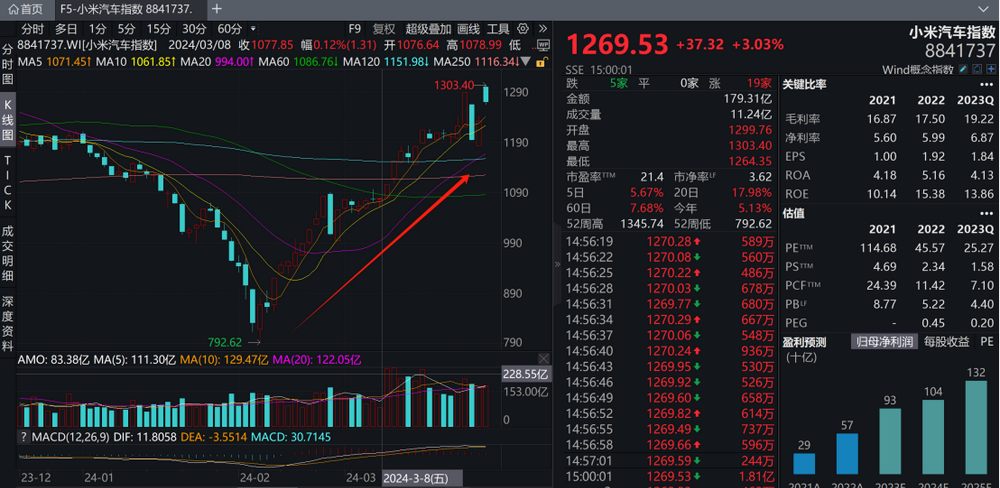 首页 F5-小米汽车指数 8841737. +
分时 多日 1分 5分 15分 30分 60分 F9 复权 超级叠加 画线 工具
8841737.WI[小米汽车指数] 2024/03/08 收1077.85 幅0.12%(1.31) 开1076.64 高1078.99 低 WP
MA5 1071.45↑ MA10 1061.85↑ MA20 994.00↑ MA60 1086.76↓ MA120 1151.98↓ MA250 1116.34↓
分时图
K线图
TICK
成交明细
深度资料
1303.40
1290
1190
1090
990
890
790
792.62
AMO: 83.38亿 MA(5): 111.30亿 MA(10): 129.47亿 MA(20): 122.05亿
228.55亿
153.00亿
0
? MACD(12,26,9) DIF: 11.8058 DEA: -3.5514 MACD: 30.7145
23-12 24-01 24-02 24-03 2024-3-8(五)
1269.53 +37.32 +3.03%
SSE 15:00:01
小米汽车指数
8841737
Wind概念指数
跌 5家 平 0家 涨 19家
金额 179.31亿
成交量 11.24亿
开盘 1299.76
最高 1303.40
最低 1264.35
市盈率TTM 21.4 市净率LF 3.62
5日 5.67% 20日 17.98%
60日 7.68% 今年 5.13%
52周高 1345.74 52周低 792.62
14:56:19 1270.28 589万
14:56:22 1270.08 560万
14:56:25 1270.22 486万
14:56:28 1270.03 678万
14:56:31 1269.77 680万
14:56:34 1270.29 667万
14:56:37 1270.06 548万
14:56:40 1270.24 936万
14:56:43 1269.95 530万
14:56:46 1269.92 526万
14:56:49 1269.60 658万
14:56:52 1269.82 614万
14:56:55 1269.49 737万
14:56:58 1269.66 596万
14:57:01 1269.59 244万
15:00:01 1269.53 1.81亿
关键比率
2021 2022 2023Q
毛利率 16.87 17.50 19.22
净利率 5.60 5.99 6.87
EPS 1.00 1.92 1.84
ROA 4.18 5.16 4.13
ROE 10.14 15.38 13.86
估值
2021 2022 2023Q
PETTM 114.68 45.57 25.27
PSTTM 4.69 2.34 1.58
PCFTTM 24.39 11.42 7.10
PBLF 8.77 5.22 4.40
PEG - 0.45 0.20
盈利预测 归母净利润 每股收益 PE
(十亿)
29 57 93 104 132
2021A 2022A 2023E 2024E 2025E